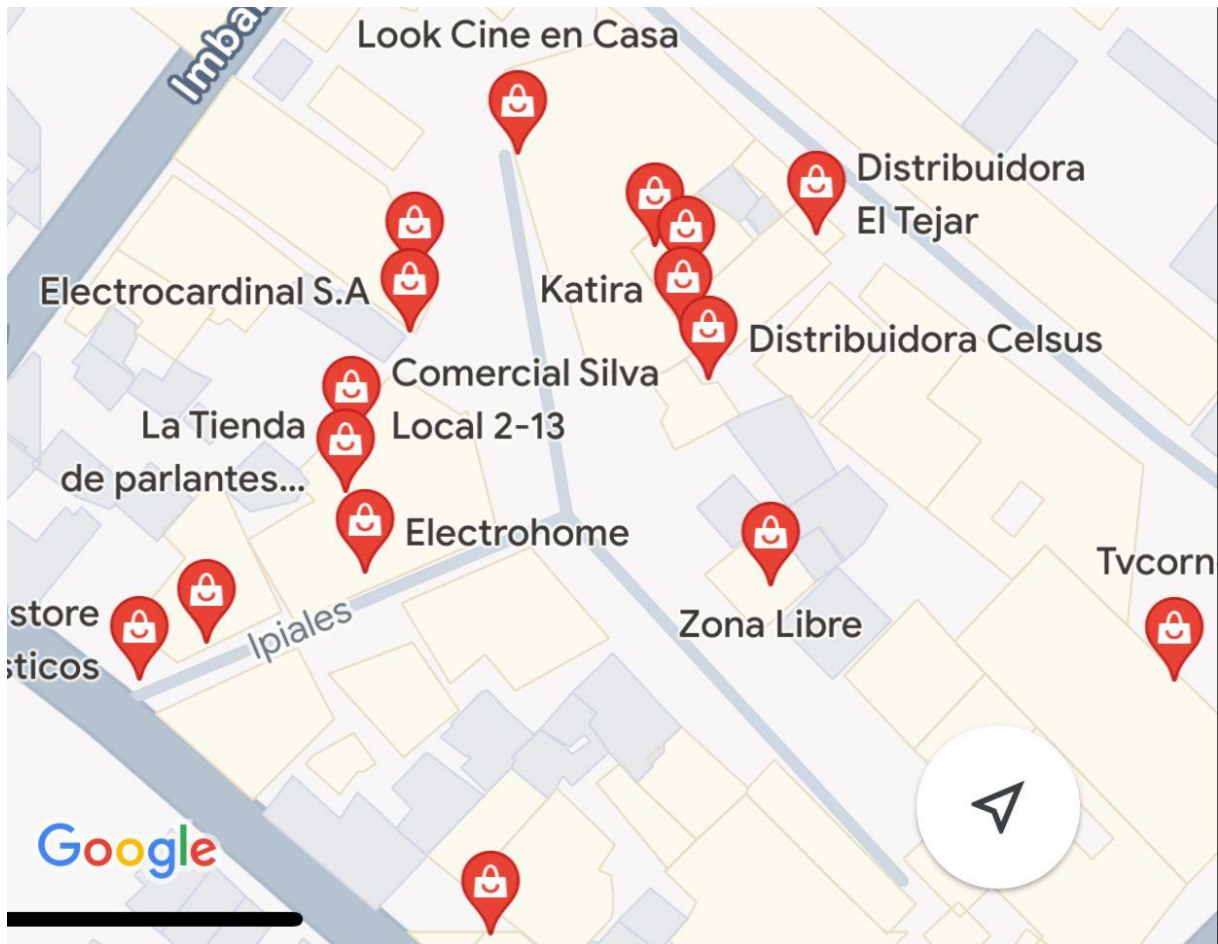 Look Cine en Casa
Distribuidora
El Tejar
Electrocardinal S.A
Katira
Distribuidora Celsus
Comercial Silva
Local 2-13
La Tienda
de parlantes...
Electrohome
Tvcorn
store
Ipiales
Zona Libre
sticos
Google